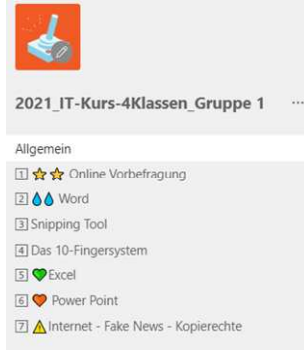 2021_IT-Kurs-4Klassen_Gruppe 1 ...
Allgemein
1 ⭐⭐ Online Vorbefragung
2 💧💧 Word
3 Snipping Tool
4 Das 10-Fingersystem
5 💚 Excel
6 🧡 Power Point
7 ⚠ Internet - Fake News - Kopierechte